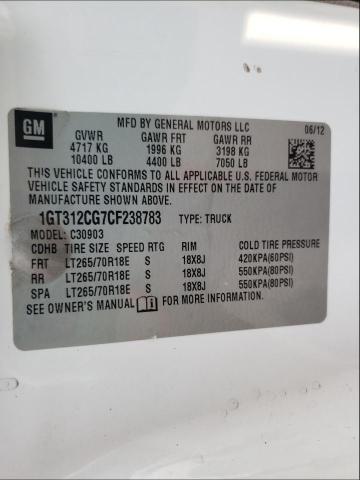 GM
MFD BY GENERAL MOTORS LLC 06/12
GVWR GAWR FRT GAWR RR
4717 KG 1996 KG 3198 KG
10400 LB 4400 LB 7050 LB
THIS VEHICLE CONFORMS TO ALL APPLICABLE U.S. FEDERAL MOTOR
VEHICLE SAFETY STANDARDS IN EFFECT ON THE DATE OF
MANUFACTURE SHOWN ABOVE.
1GT312CG7CF238783 TYPE: TRUCK
MODEL: C30903
CDHB TIRE SIZE SPEED RTG RIM COLD TIRE PRESSURE
FRT LT265/70R18E S 18X8J 420KPA(60PSI)
RR LT265/70R18E S 18X8J 550KPA(80PSI)
SPA LT265/70R18E S 18X8J 550KPA(80PSI)
SEE OWNER'S MANUAL FOR MORE INFORMATION.